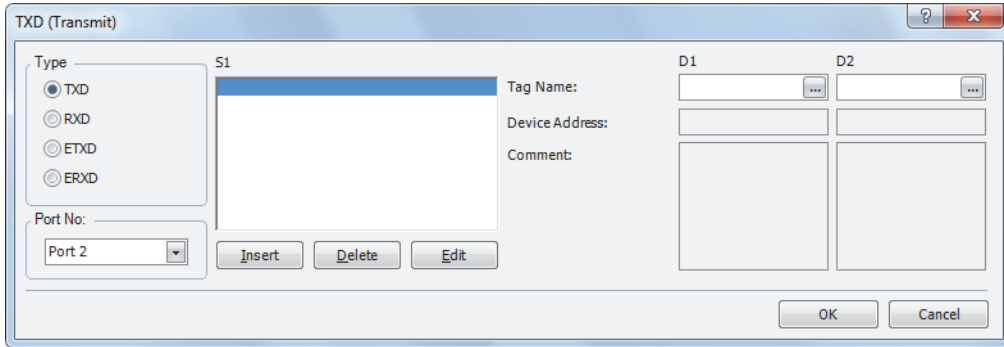 TXD (Transmit)
Type
TXD
RXD
ETXD
ERXD
Port No:
Port 2
S1
Insert Delete Edit
D1 D2
Tag Name: ... ...
Device Address:
Comment:
OK Cancel